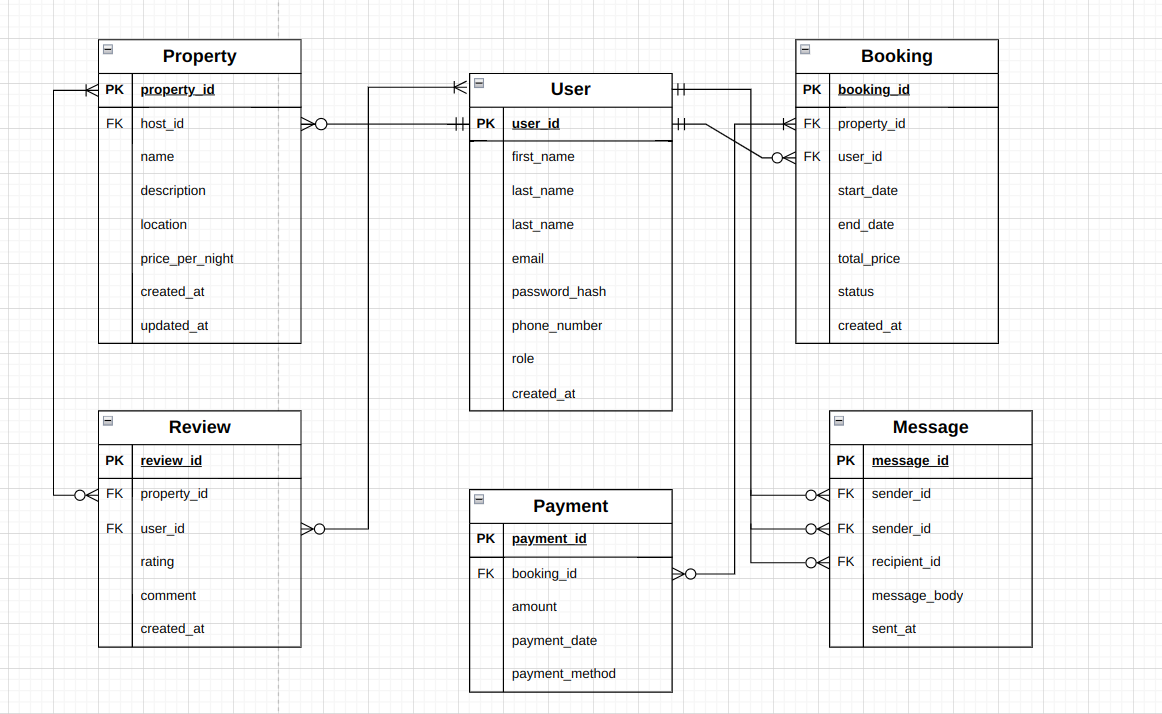 Property
PK property_id
FK host_id
name
description
location
price_per_night
created_at
updated_at
User
PK user_id
first_name
last_name
last_name
email
password_hash
phone_number
role
created_at
Booking
PK booking_id
FK property_id
FK user_id
start_date
end_date
total_price
status
created_at
Review
PK review_id
FK property_id
FK user_id
rating
comment
created_at
Payment
PK payment_id
FK booking_id
amount
payment_date
payment_method
Message
PK message_id
FK sender_id
FK sender_id
FK recipient_id
message_body
sent_at